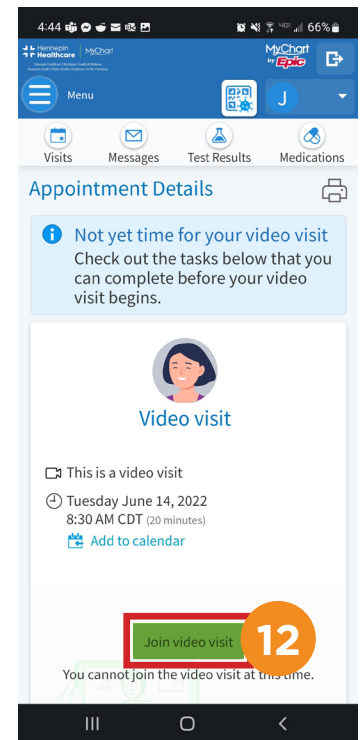 4:44 66%
Hennepin Healthcare MyChart
MyChart
by Epic
Menu J
Visits Messages Test Results Medications
Appointment Details
Not yet time for your video visit
Check out the tasks below that you
can complete before your video
visit begins.
Video visit
This is a video visit
Tuesday June 14, 2022
8:30 AM CDT (20 minutes)
Add to calendar
Join video visit 12
You cannot join the video visit at this time.